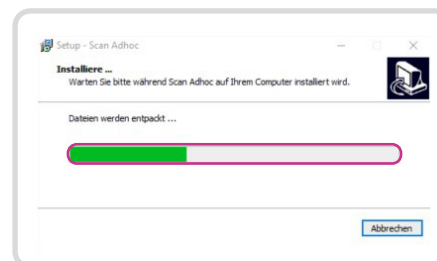 Setup - Scan Adhoc
Installiere ...
Warten Sie bitte während Scan Adhoc auf Ihrem Computer installiert wird.
Dateien werden entpackt ...
Abbrechen